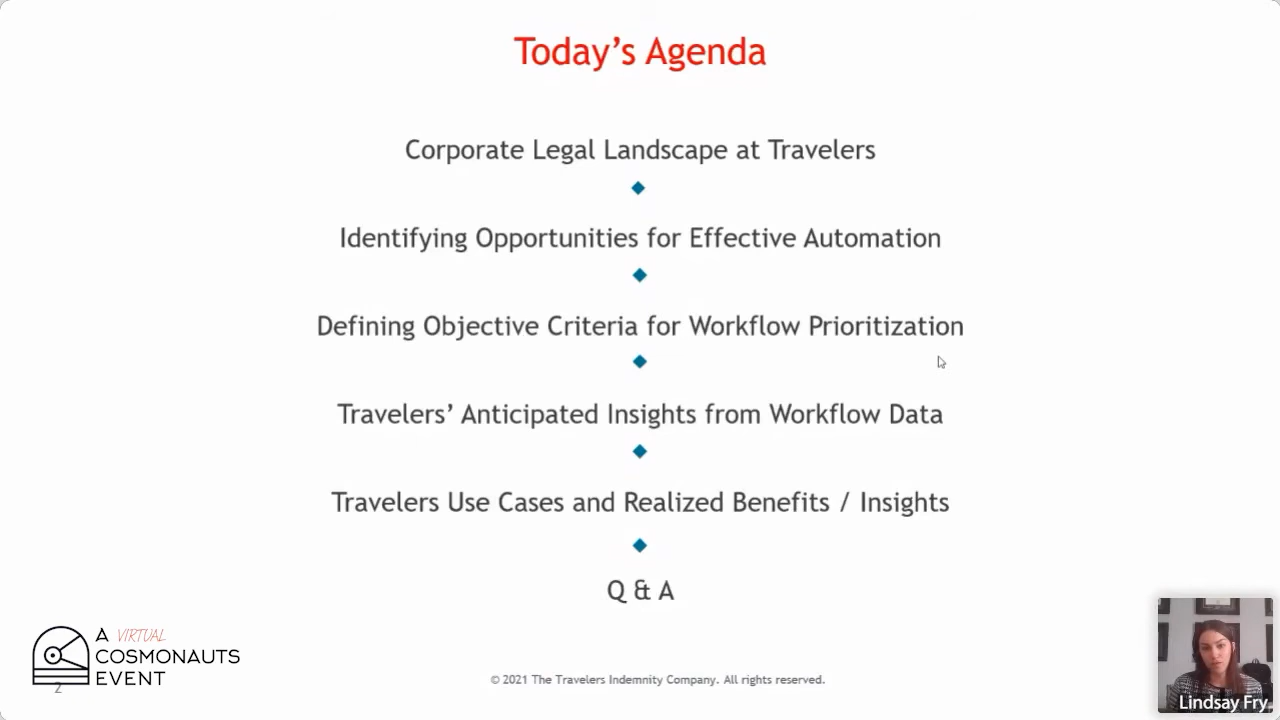 Today's Agenda
Corporate Legal Landscape at Travelers
Identifying Opportunities for Effective Automation
Defining Objective Criteria for Workflow Prioritization
Travelers' Anticipated Insights from Workflow Data
Travelers Use Cases and Realized Benefits / Insights
Q & A
A VIRTUAL
COSMONAUTS
EVENT
2
© 2021 The Travelers Indemnity Company. All rights reserved.
Lindsay Fry